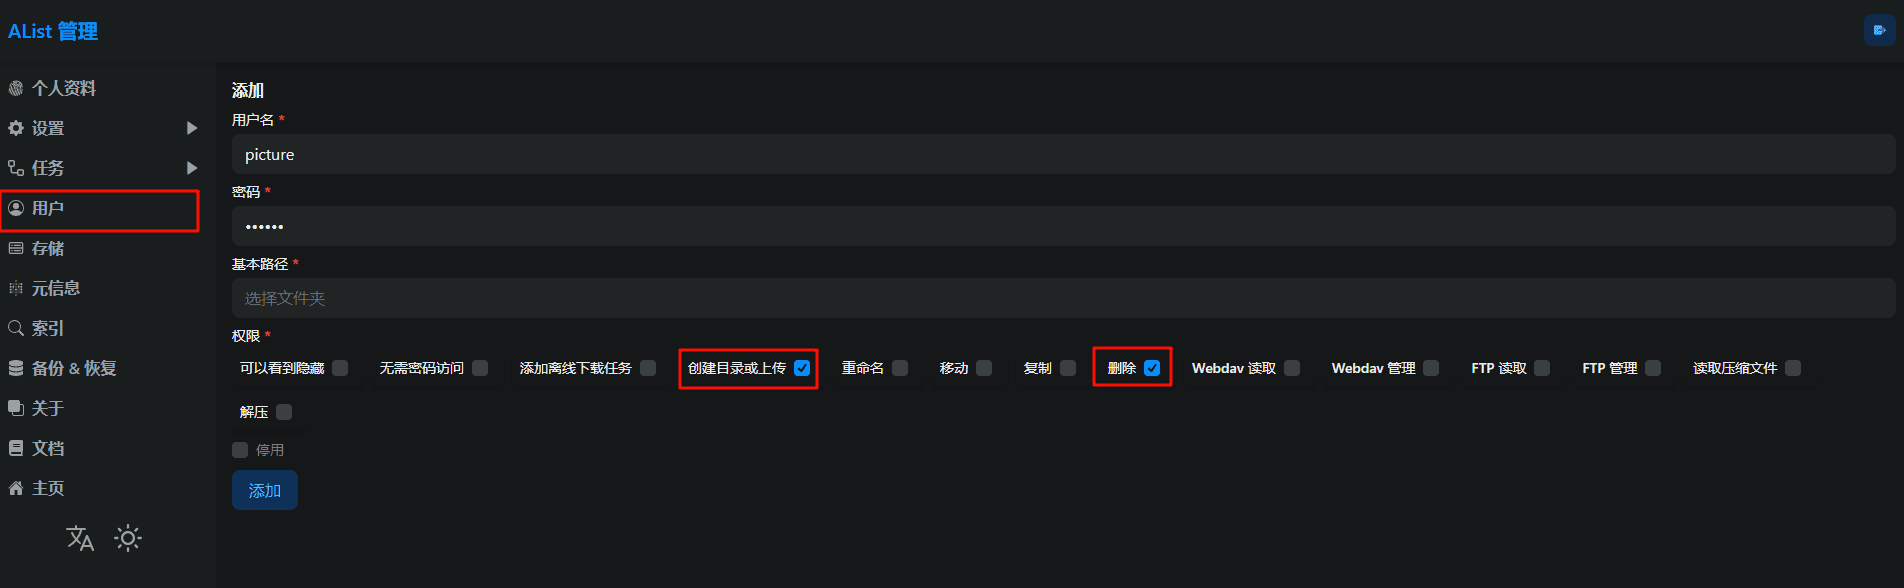 AList 管理
个人资料
设置
任务
用户
存储
元信息
索引
备份 & 恢复
关于
文档
主页
添加
用户名 *
picture
密码 *
••••••
基本路径 *
选择文件夹
权限 *
可以看到隐藏 无需密码访问 添加离线下载任务 创建目录或上传 重命名 移动 复制 删除 Webdav 读取 Webdav 管理 FTP 读取 FTP 管理 读取压缩文件
解压
停用
添加